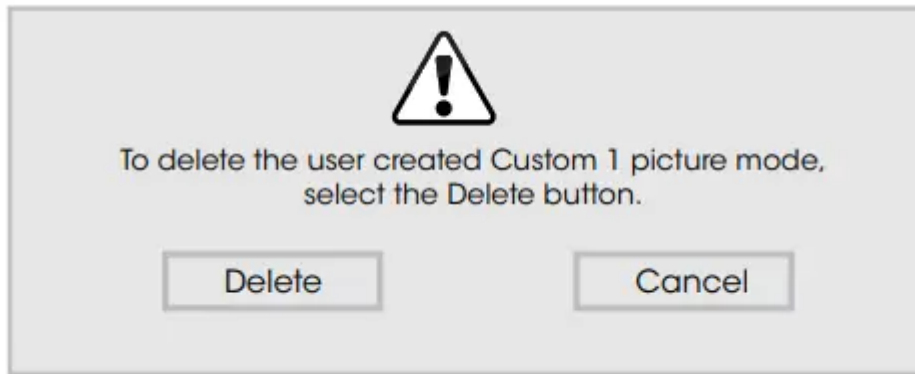 To delete the user created Custom 1 picture mode,
select the Delete button.
Delete
Cancel